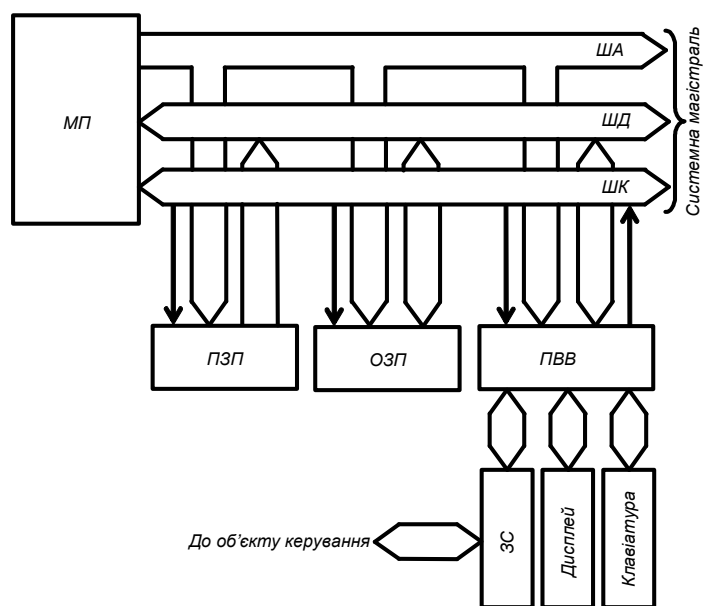 МП
ША
ШД
ШК
Системна магістраль
ПЗП
ОЗП
ПВВ
До об’єкту керування
ЗС
Дисплей
Клавіатура